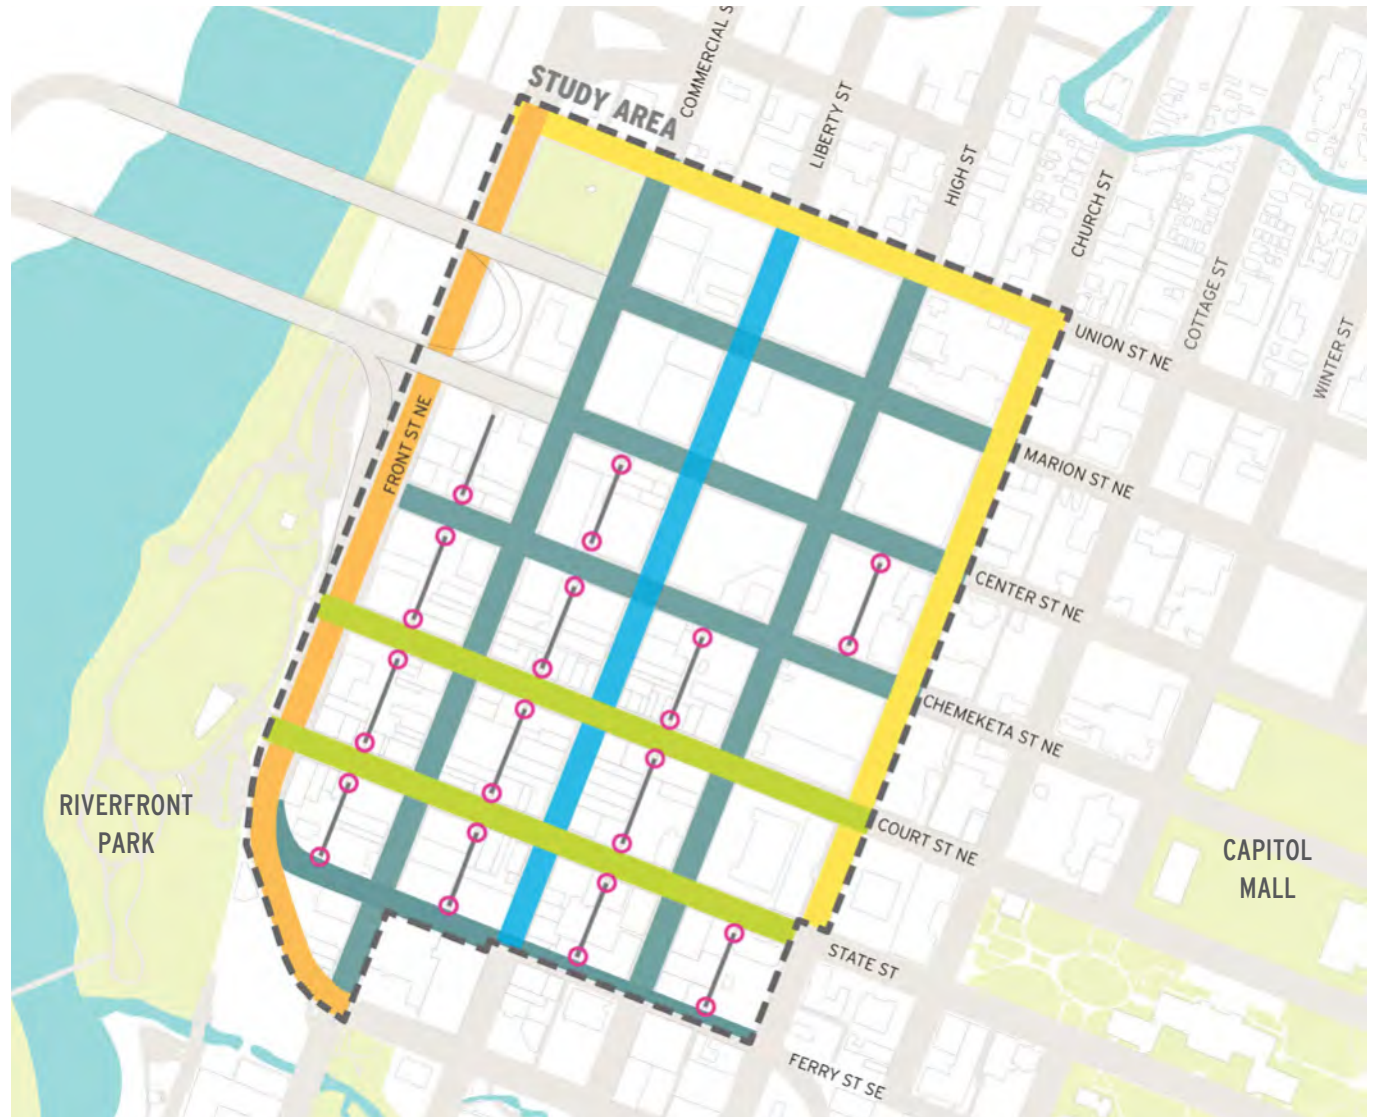 STUDY AREA
COMMERCIAL S
LIBERTY ST
HIGH ST
CHURCH ST
COTTAGE ST
WINTER ST
UNION ST NE
FRONT ST NE
MARION ST NE
CENTER ST NE
CHEMEKETA ST NE
RIVERFRONT
PARK
COURT ST NE
CAPITOL
MALL
STATE ST
FERRY ST SE